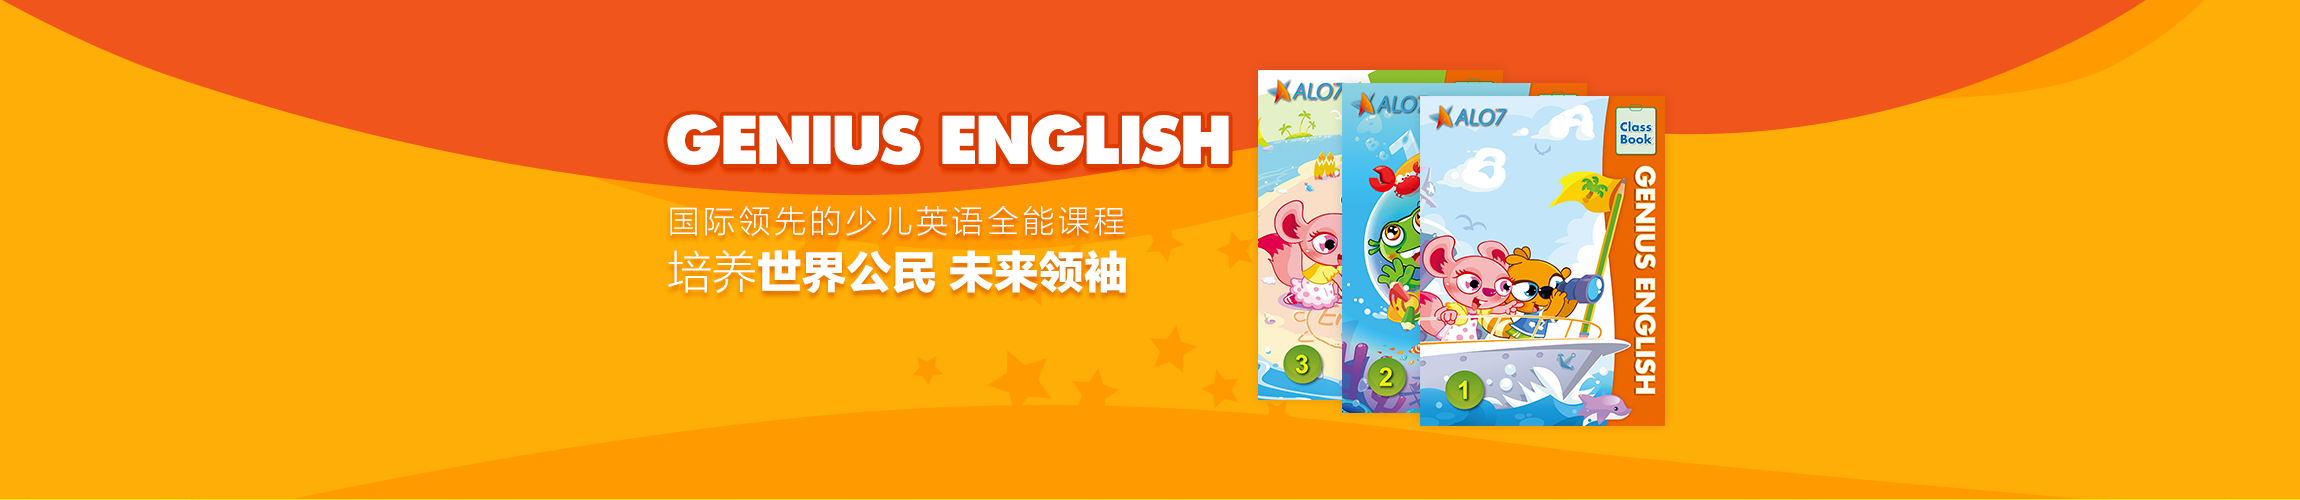 GENIUS ENGLISH
国际领先的少儿英语全能课程
培养世界公民 未来领袖
ALO7
3
ALO7
2
ALO7
A
B
Class
Book
GENIUS ENGLISH
1